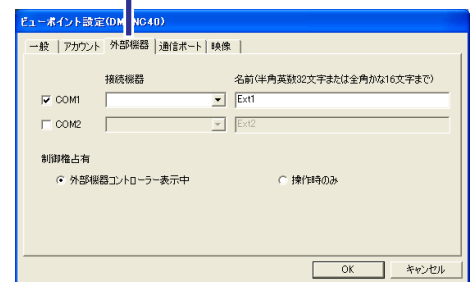 ビューポイント設定(DM-NC40)
一般 アカウント 外部機器 通信ポート 映像
接続機器 名前(半角英数32文字または全角かな16文字まで)
COM1 Ext1
COM2 Ext2
制御権占有
外部機器コントローラー表示中 操作時のみ
OK キャンセル